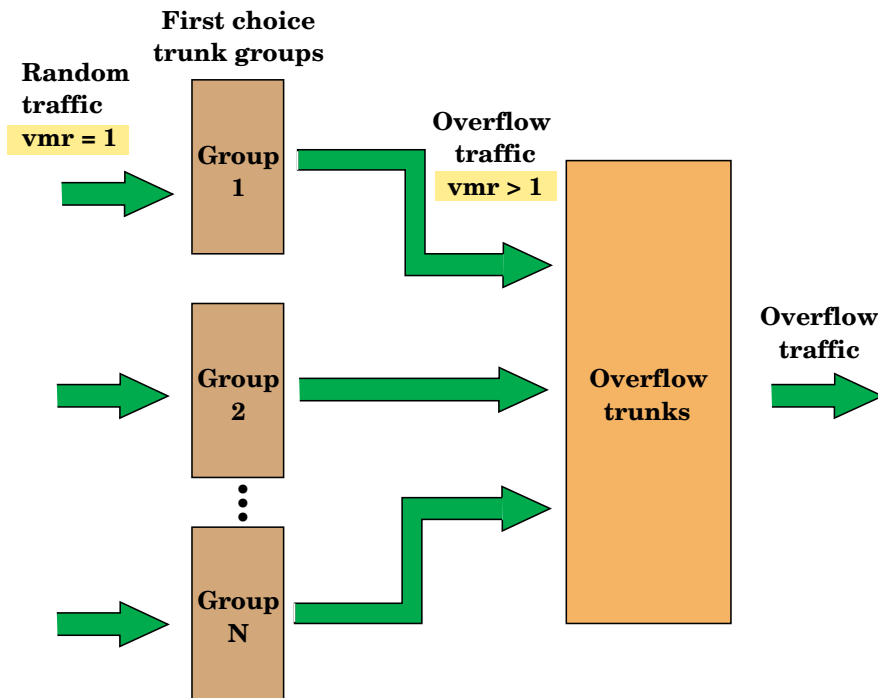 First choice
trunk groups
Random
traffic
vmr = 1
Group
1
Overflow
traffic
vmr > 1
Group
2
Overflow
trunks
Overflow
traffic
Group
N